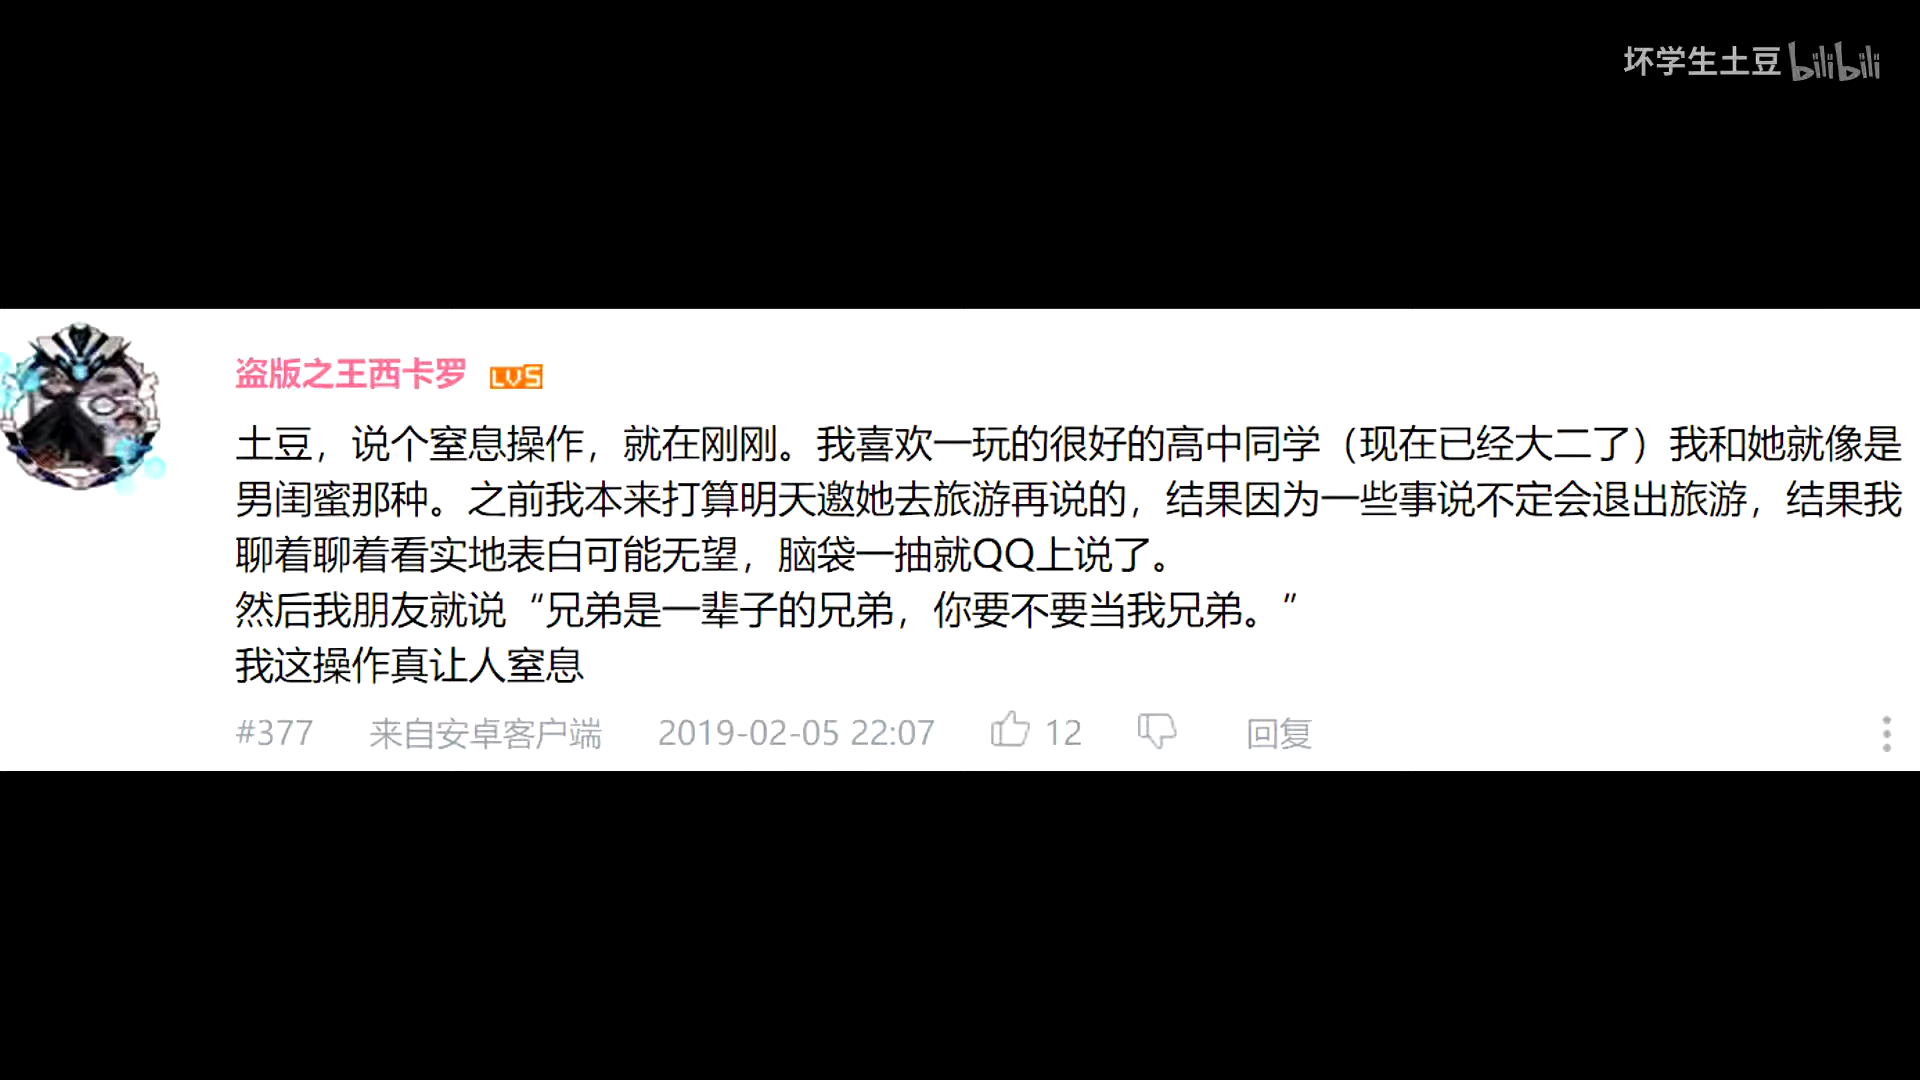 坏学生土豆 bilibili
盗版之王西卡罗 LV5
土豆，说个窒息操作，就在刚刚。我喜欢一玩的很好的高中同学（现在已经大二了）我和她就像是
男闺蜜那种。之前我本来打算明天邀她去旅游再说的，结果因为一些事说不定会退出旅游，结果我
聊着聊着看实地表白可能无望，脑袋一抽就QQ上说了。
然后我朋友就说“兄弟是一辈子的兄弟，你要不要当我兄弟。”
我这操作真让人窒息
#377 来自安卓客户端 2019-02-05 22:07 12 回复